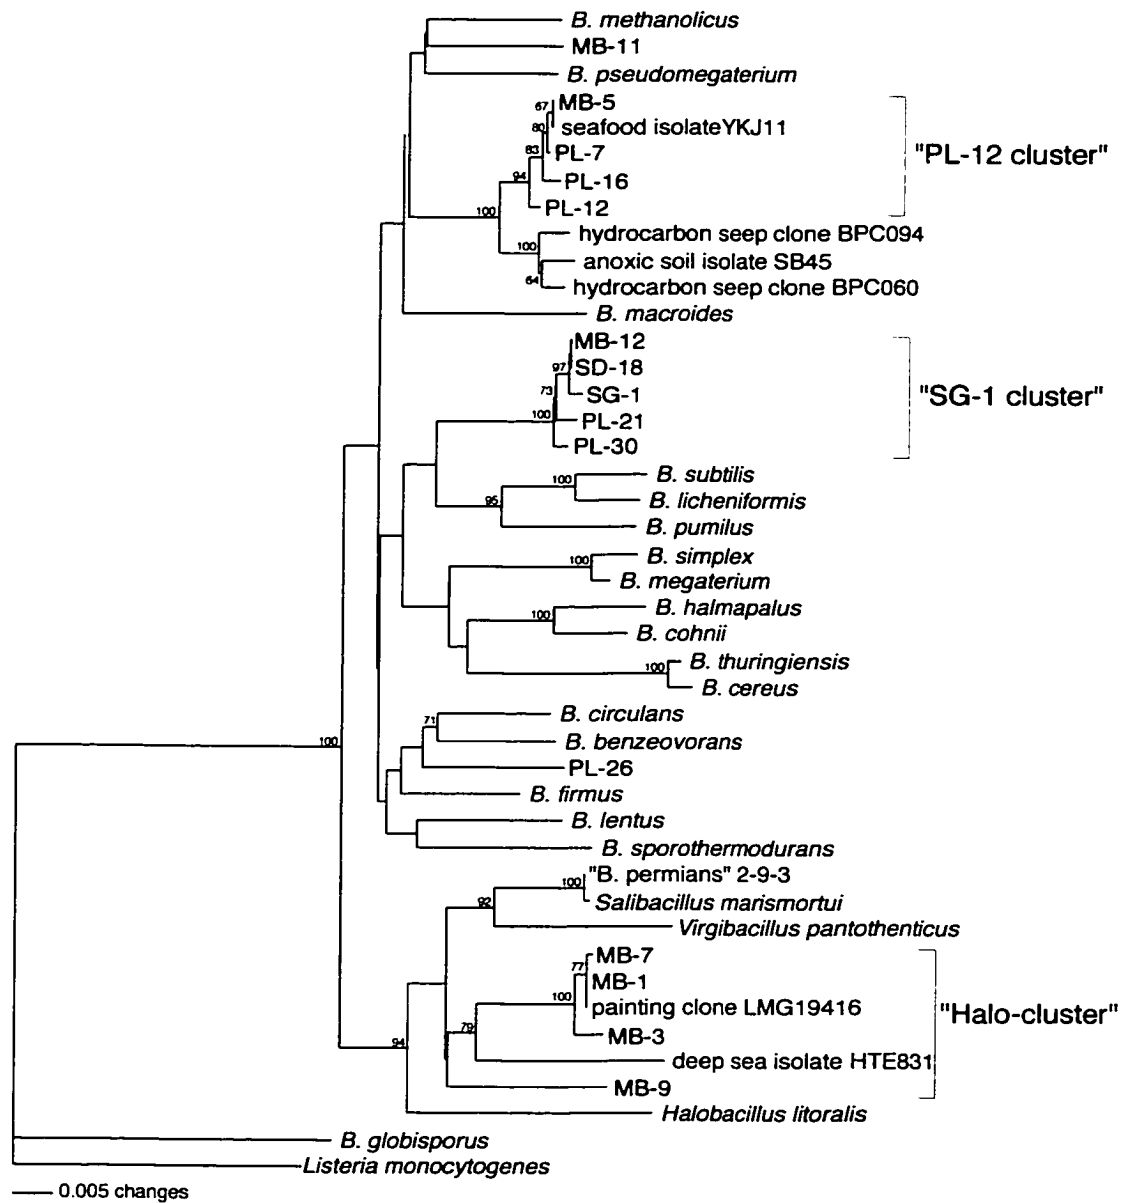 B. methanolicus
MB-11
B. pseudomegaterium
67 MB-5
80 seafood isolateYKJ11
83 PL-7
"PL-12 cluster"
94 PL-16
100 PL-12
hydrocarbon seep clone BPC094
100 anoxic soil isolate SB45
64 hydrocarbon seep clone BPC060
B. macroides
MB-12
97 SD-18
73 SG-1
"SG-1 cluster"
100 PL-21
PL-30
100 B. subtilis
95 B. licheniformis
B. pumilus
100 B. simplex
B. megaterium
100 B. halmapalus
B. cohnii
100 B. thuringiensis
B. cereus
71 B. circulans
100 B. benzeovorans
PL-26
B. firmus
B. lentus
B. sporothermodurans
100 "B. permians" 2-9-3
92 Salibacillus marismortui
Virgibacillus pantothenticus
MB-7
77 MB-1
100 painting clone LMG19416
"Halo-cluster"
79 MB-3
94 deep sea isolate HTE831
MB-9
Halobacillus litoralis
B. globisporus
Listeria monocytogenes
0.005 changes